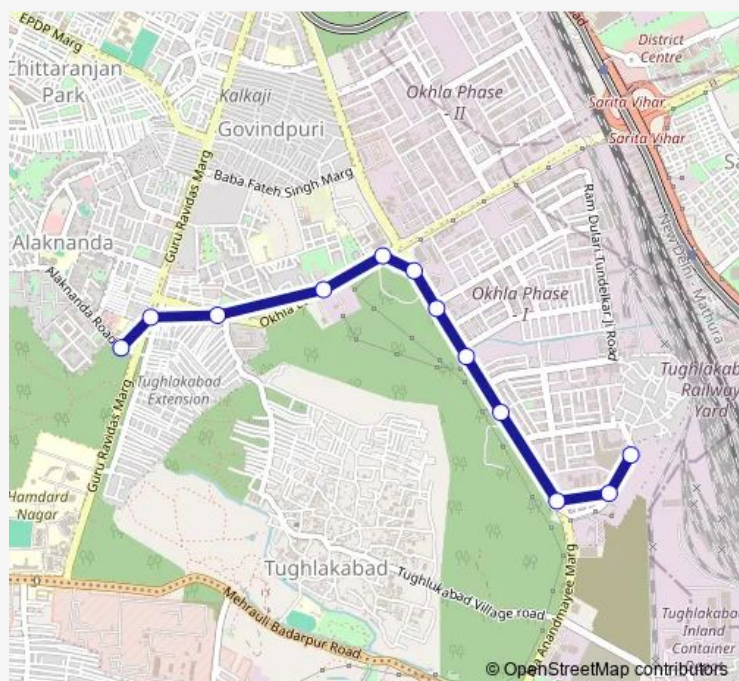 EPDP Marg
Chittaranjan
Park
Kalkaji
Govindpuri
Okhla Phase
- II
District
Centre
Sarita Vihar
Sarita Vihar
Baba Fateh Singh Marg
Guru Ravidas Marg
Alaknanda
Alaknanda Road
Ram Dulari Tundelkar Ji Road
New Delhi - Mathura
Okhla Phase
- I
Okhla
Tughlakabad
Extension
Guru Ravidas Marg
Railway
Yard
Hamdard
Nagar
Tughlakabad
Tughlukabad Village road
Anandmayee Marg
Mehrauli Badarpur Road
Inland
Container
© OpenStreetMap contributors